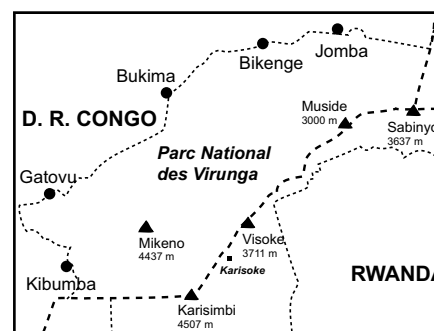 Jomba
Bikenge
Bukima
Muside
3000 m
D. R. CONGO
Sabinyo
3637 m
Parc National
des Virunga
Gatovu
Mikeno
4437 m
Visoke
3711 m
Karisoke
Kibumba
RWANDA
Karisimbi
4507 m